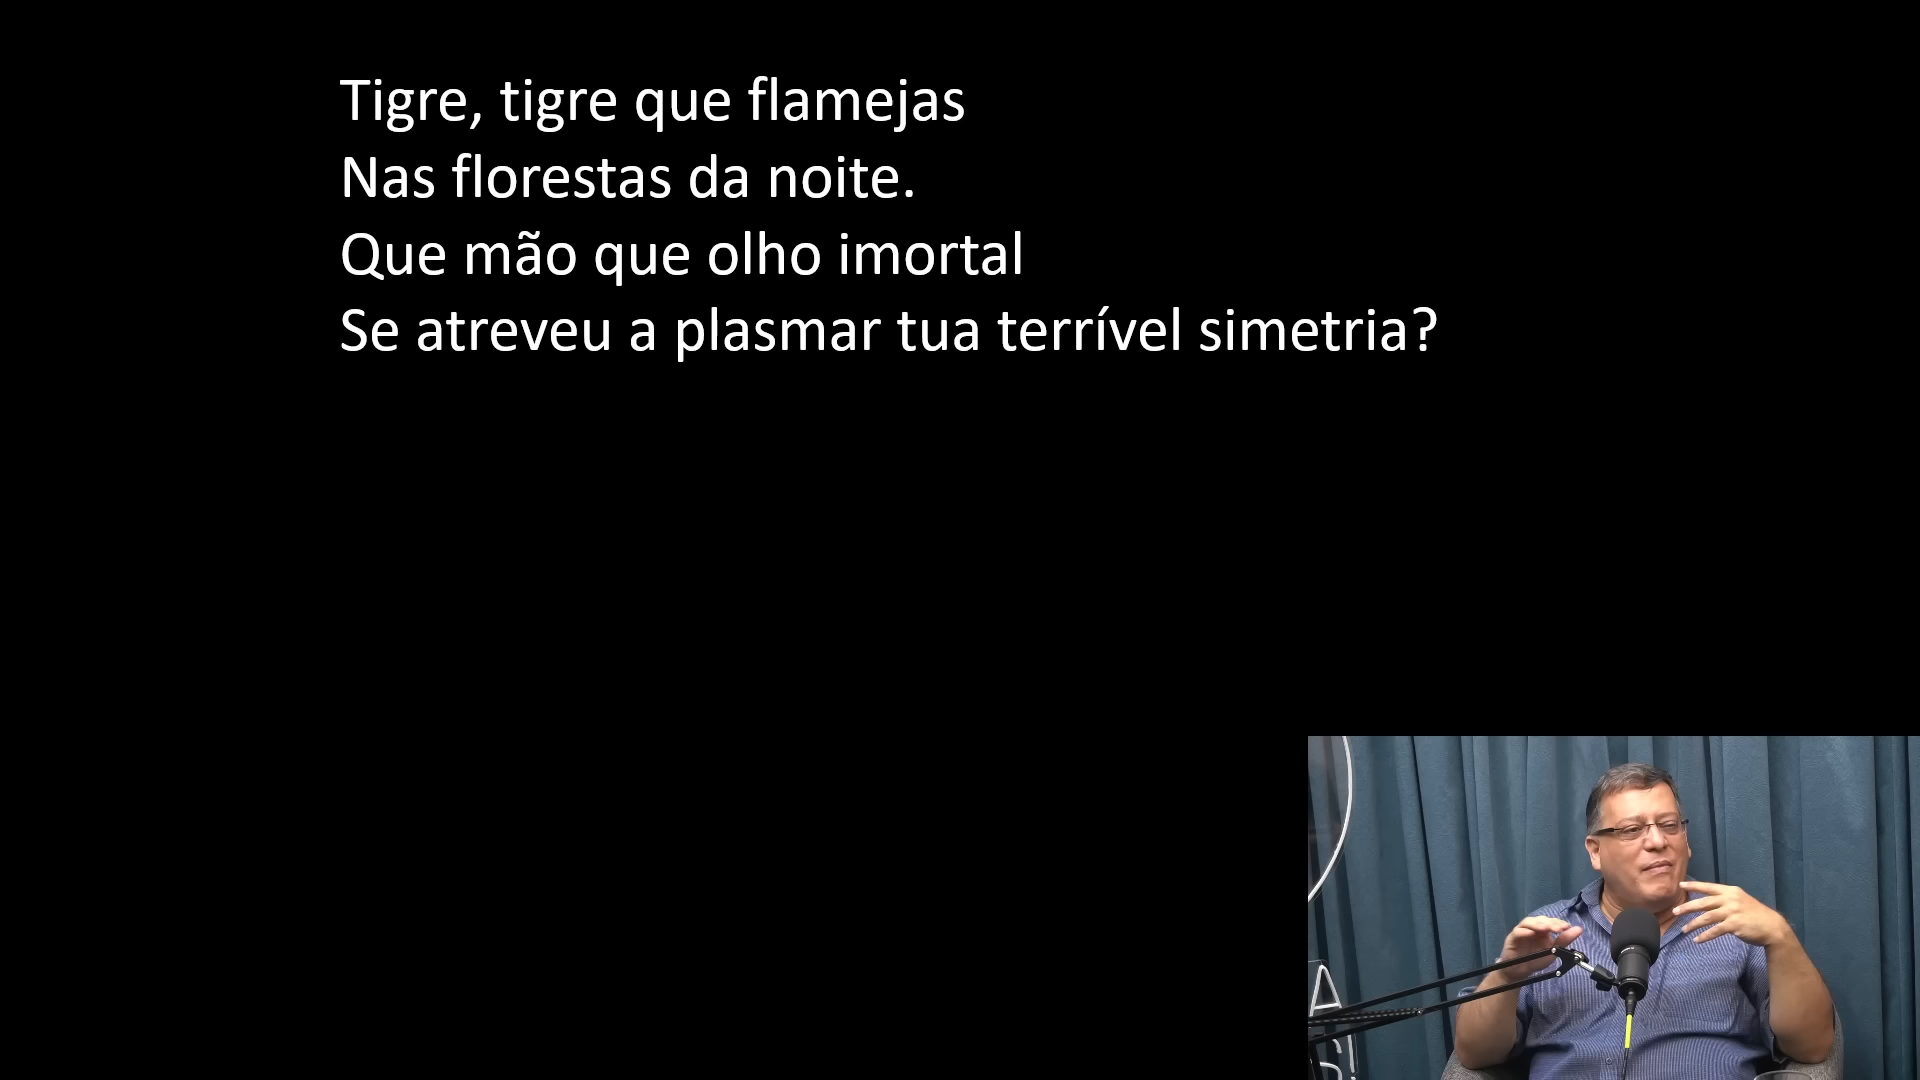 Tigre, tigre que flamejas
Nas florestas da noite.
Que mão que olho imortal
Se atreveu a plasmar tua terrível simetria?
A